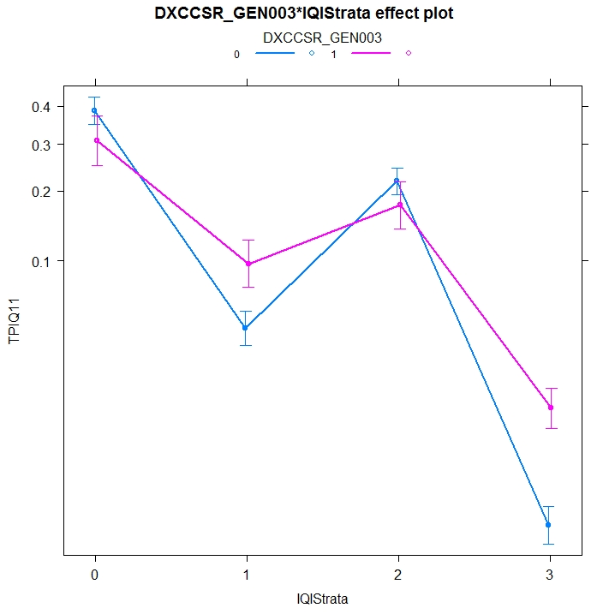 DXCCSR_GEN003*IQIStrata effect plot
DXCCSR_GEN003
0 1
0.4
0.3
0.2
0.1
TPIQ11
0 1 2 3
IQIStrata